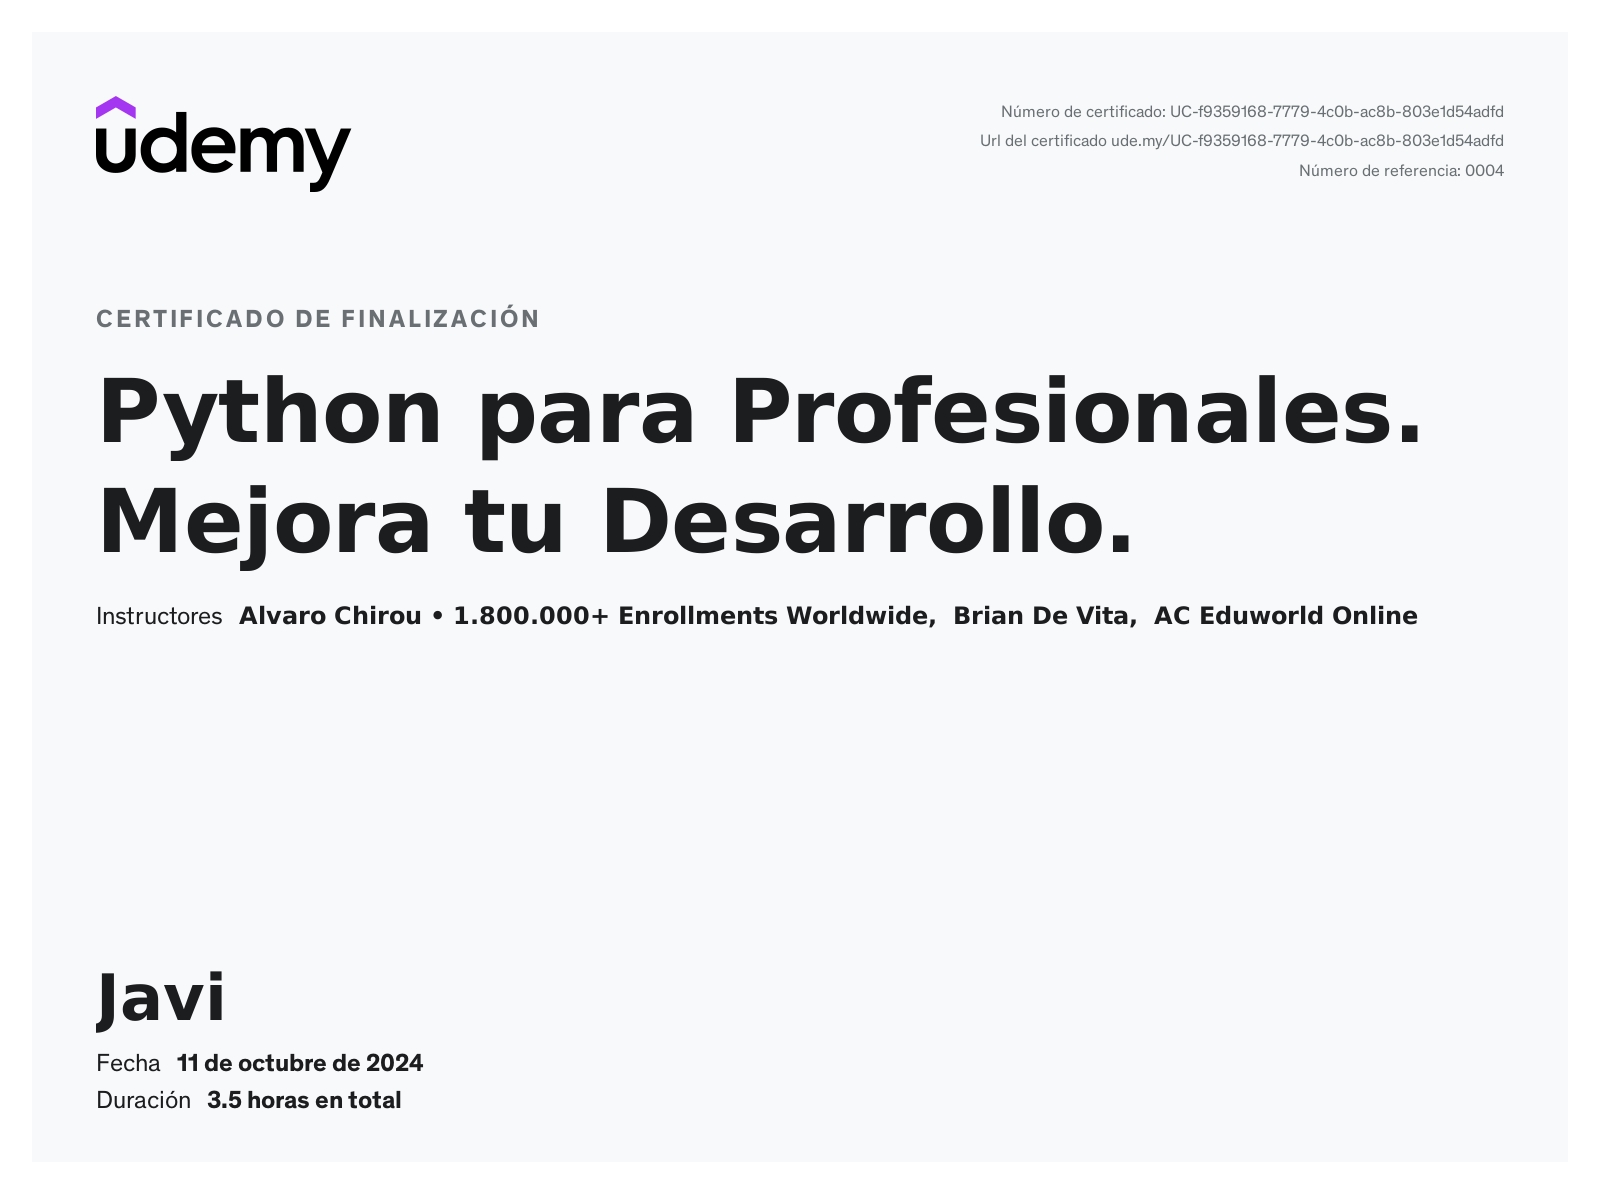 udemy
Número de certificado: UC-f9359168-7779-4c0b-ac8b-803e1d54adfd
Url del certificado ude.my/UC-f9359168-7779-4c0b-ac8b-803e1d54adfd
Número de referencia: 0004
CERTIFICADO DE FINALIZACIÓN
Python para Profesionales.
Mejora tu Desarrollo.
Instructores Alvaro Chirou • 1.800.000+ Enrollments Worldwide, Brian De Vita, AC Eduworld Online
Javi
Fecha 11 de octubre de 2024
Duración 3.5 horas en total